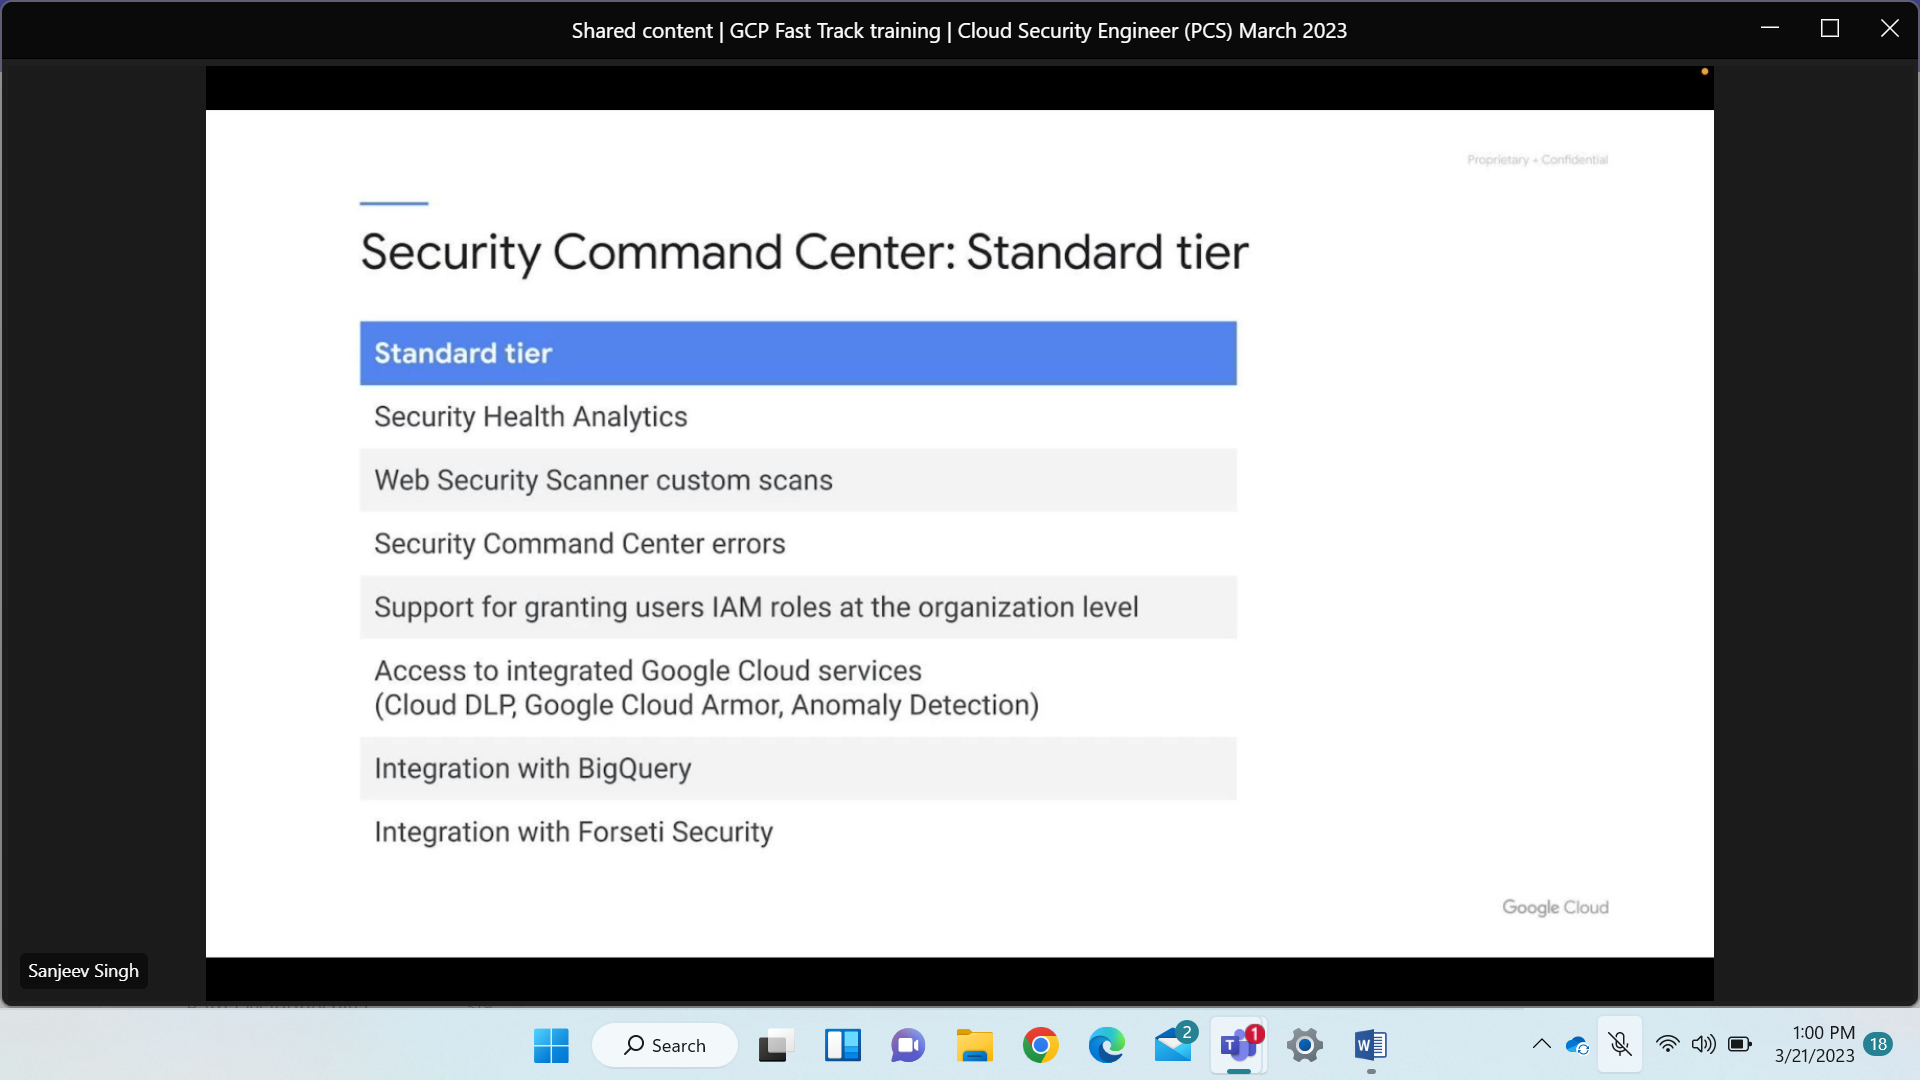 Shared content | GCP Fast Track training | Cloud Security Engineer (PCS) March 2023
Proprietary + Confidential
Security Command Center: Standard tier
Standard tier
Security Health Analytics
Web Security Scanner custom scans
Security Command Center errors
Support for granting users IAM roles at the organization level
Access to integrated Google Cloud services
(Cloud DLP, Google Cloud Armor, Anomaly Detection)
Integration with BigQuery
Integration with Forseti Security
Google Cloud
Sanjeev Singh
Search
2
T
1
W
1:00 PM
3/21/2023
18